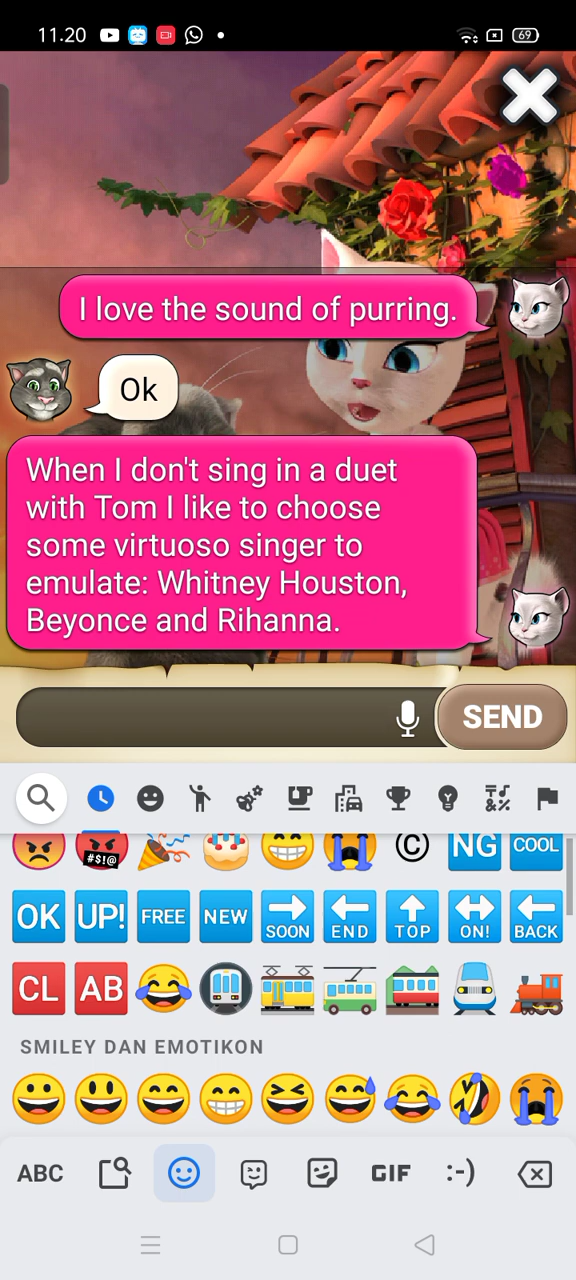 11.20
69
I love the sound of purring.
Ok
When I don't sing in a duet
with Tom I like to choose
some virtuoso singer to
emulate: Whitney Houston,
Beyonce and Rihanna.
SEND
#$!@ © NG COOL
OK UP! FREE NEW SOON END TOP ON! BACK
CL AB
SMILEY DAN EMOTIKON
ABC GIF :-)